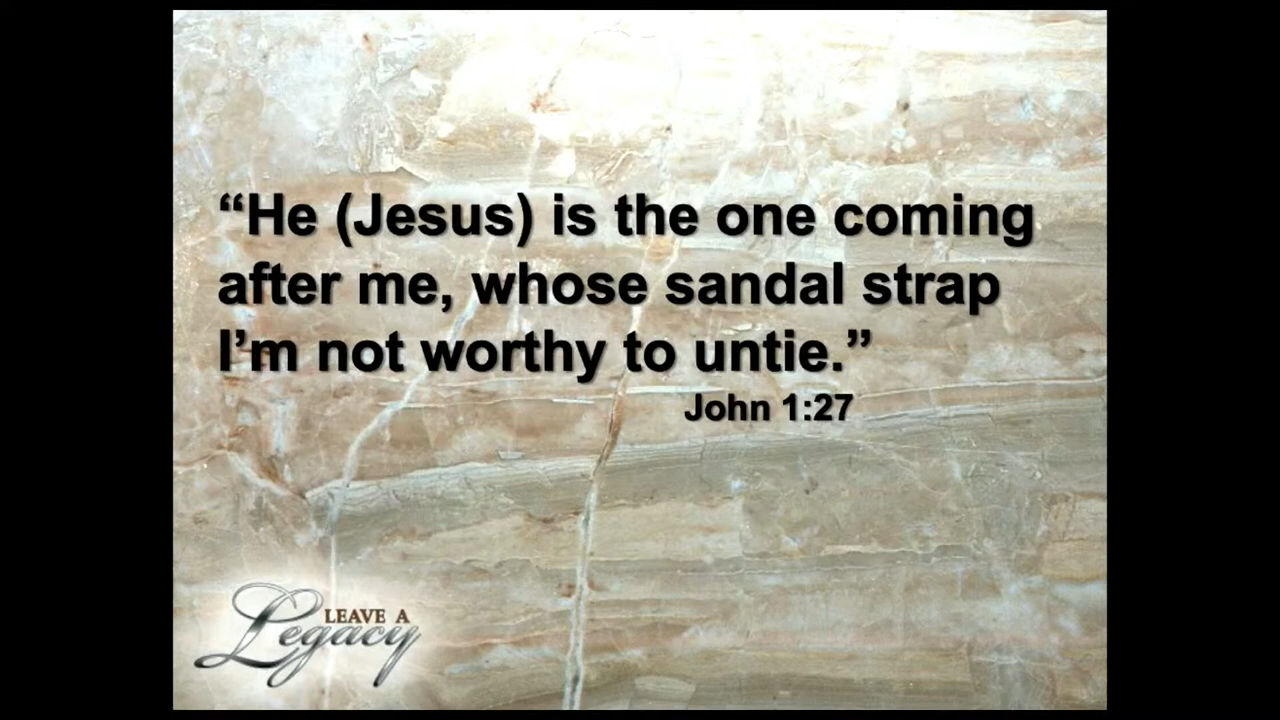 “He (Jesus) is the one coming
after me, whose sandal strap
I’m not worthy to untie.”
John 1:27
LEAVE A
Legacy